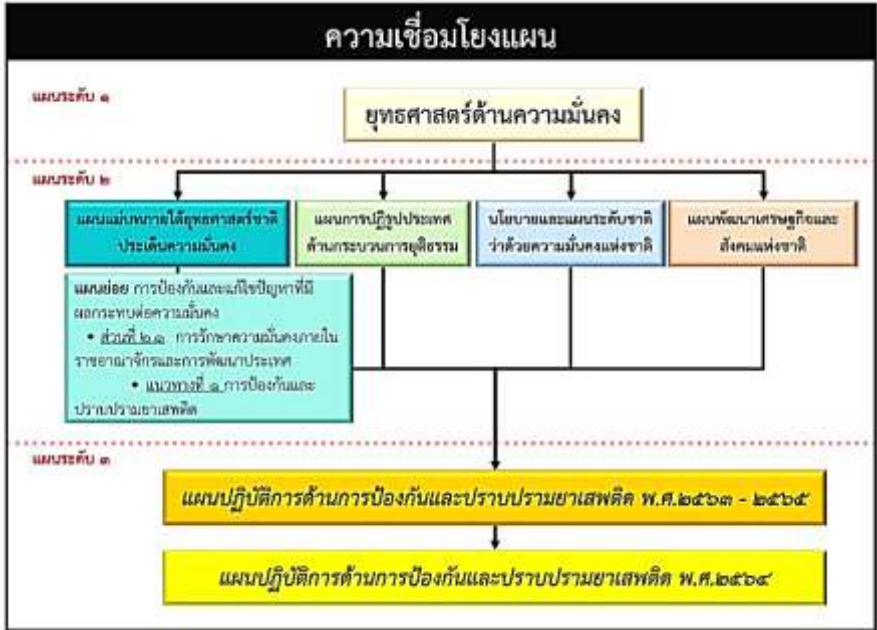 ความเชื่อมโยงแผน
แผนระดับ ๑
ยุทธศาสตร์ด้านความมั่นคง
แผนระดับ ๒
แผนแม่บทภายใต้ยุทธศาสตร์ชาติ
ประเด็นความมั่นคง
แผนการปฏิรูปประเทศ
ด้านกระบวนการยุติธรรม
นโยบายและแผนระดับชาติ
ว่าด้วยความมั่นคงแห่งชาติ
แผนพัฒนาเศรษฐกิจและ
สังคมแห่งชาติ
แผนย่อย การป้องกันและแก้ไขปัญหาที่มี
ผลกระทบต่อความมั่นคง
• ส่วนที่ ๒.๑ การรักษาความมั่นคงภายใน
ราชอาณาจักรและการพัฒนาประเทศ
• แนวทางที่ ๑ การป้องกันและ
ปราบปรามยาเสพติด
แผนระดับ ๓
แผนปฏิบัติการด้านการป้องกันและปราบปรามยาเสพติด พ.ศ.๒๕๖๓ - ๒๕๖๕
แผนปฏิบัติการด้านการป้องกันและปราบปรามยาเสพติด พ.ศ.๒๕๖๔